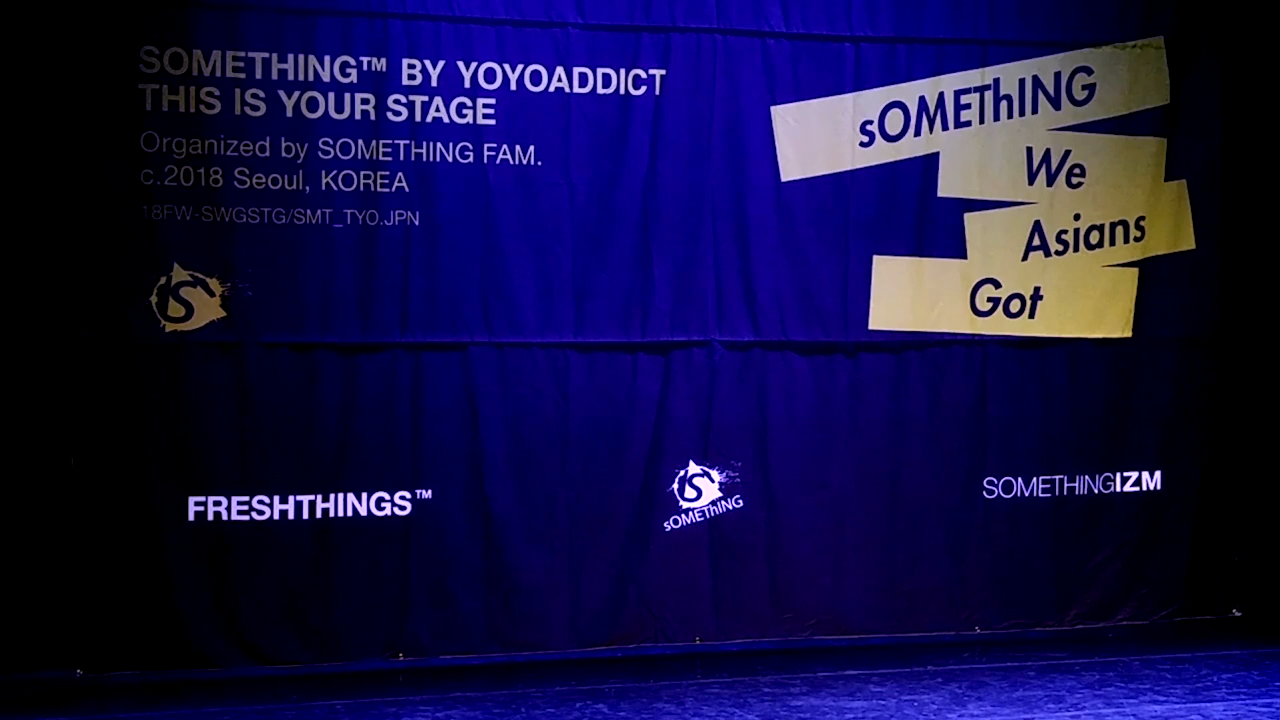 SOMETHING™ BY YOYOADDICT
THIS IS YOUR STAGE
Organized by SOMETHING FAM.
c.2018 Seoul, KOREA
18FW-SWGSTG/SMT_TYO.JPN
sOMEThING
We
Asians
Got
FRESHTHINGS™
sOMEThING
SOMETHINGIZM